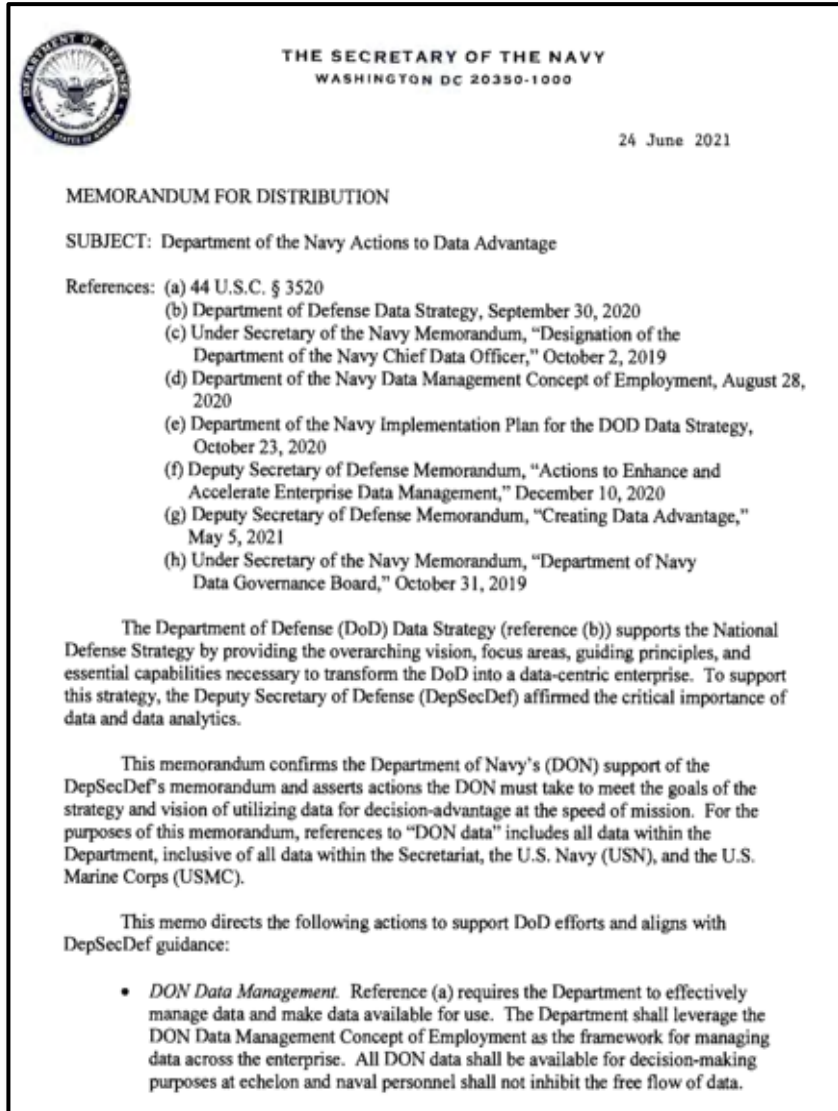 DEPARTMENT OF DEFENSE
UNITED STATES OF AMERICA
THE SECRETARY OF THE NAVY
WASHINGTON DC 20350-1000
24 June 2021
MEMORANDUM FOR DISTRIBUTION
SUBJECT: Department of the Navy Actions to Data Advantage
References: (a) 44 U.S.C. § 3520
(b) Department of Defense Data Strategy, September 30, 2020
(c) Under Secretary of the Navy Memorandum, “Designation of the
Department of the Navy Chief Data Officer,” October 2, 2019
(d) Department of the Navy Data Management Concept of Employment, August 28,
2020
(e) Department of the Navy Implementation Plan for the DOD Data Strategy,
October 23, 2020
(f) Deputy Secretary of Defense Memorandum, “Actions to Enhance and
Accelerate Enterprise Data Management,” December 10, 2020
(g) Deputy Secretary of Defense Memorandum, “Creating Data Advantage,”
May 5, 2021
(h) Under Secretary of the Navy Memorandum, “Department of Navy
Data Governance Board,” October 31, 2019
The Department of Defense (DoD) Data Strategy (reference (b)) supports the National
Defense Strategy by providing the overarching vision, focus areas, guiding principles, and
essential capabilities necessary to transform the DoD into a data-centric enterprise. To support
this strategy, the Deputy Secretary of Defense (DepSecDef) affirmed the critical importance of
data and data analytics.
This memorandum confirms the Department of Navy’s (DON) support of the
DepSecDef’s memorandum and asserts actions the DON must take to meet the goals of the
strategy and vision of utilizing data for decision-advantage at the speed of mission. For the
purposes of this memorandum, references to “DON data” includes all data within the
Department, inclusive of all data within the Secretariat, the U.S. Navy (USN), and the U.S.
Marine Corps (USMC).
This memo directs the following actions to support DoD efforts and aligns with
DepSecDef guidance:
• DON Data Management. Reference (a) requires the Department to effectively
manage data and make data available for use. The Department shall leverage the
DON Data Management Concept of Employment as the framework for managing
data across the enterprise. All DON data shall be available for decision-making
purposes at echelon and naval personnel shall not inhibit the free flow of data.